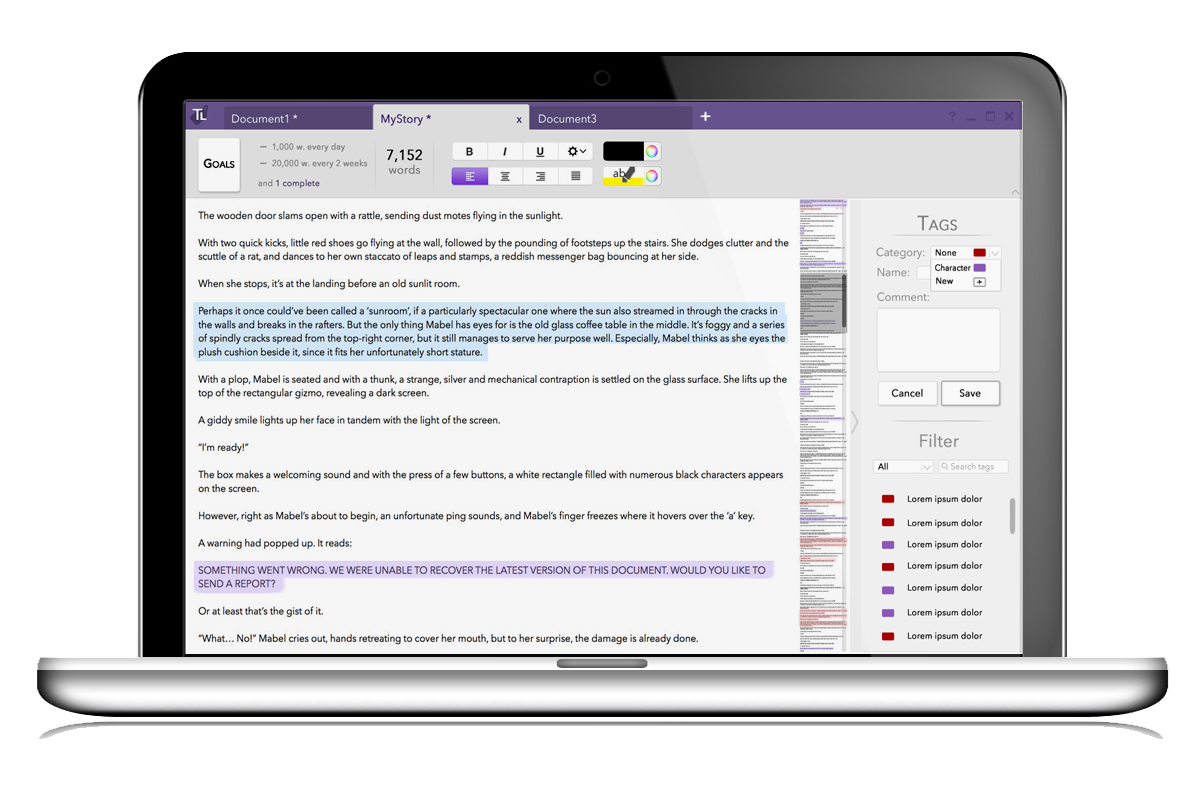 TL
Document1 *
MyStory *
x
Document3
+
?
GOALS
— 1,000 w. every day
— 20,000 w. every 2 weeks
and 1 complete
7,152
words
B
I
U
ab
The wooden door slams open with a rattle, sending dust motes flying in the sunlight.
With two quick kicks, little red shoes go flying at the wall, followed by the pounding of footsteps up the stairs. She dodges clutter and the
scuttle of a rat, and dances to her own music of leaps and jumps, a reddish messenger bag bouncing at her side.
When she stops, it's at the landing before an old sunlit room.
Perhaps it once could've been called a 'sunroom', if a particularly spectacular one where the sun also streamed in through the cracks in
the walls and breaks in the rafters. But the only thing Mabel has eyes for is the old glass coffee table in the middle. It's foggy and a series
of spindly cracks spread from the top right corner, but it still manages to serve her purpose well. Especially, Mabel thinks as she eyes the
plush cushion beside it, since it fits her unfortunately short stature.
With a plop, Mabel is seated and with a thunk, a strange, silver and mechanical contraption is settled on the glass surface. She lifts up the
top of the rectangular gizmo, revealing a dark screen.
A giddy smile lights up her face in tandem with the light of the screen.
"I'm ready!"
The box makes a humming sound and with the press of a few buttons, a white rectangle filled with numerous black characters appears
on the screen.
However, right as Mabel's about to begin, an unfortunate ping sounds, and Mabel's finger freezes where it hovers over the 'a' key.
A warning had popped up. It reads:
SOMETHING WENT WRONG. WE WEREN'T ABLE TO RECOVER THE LATEST VERSION OF THIS DOCUMENT. WOULD YOU LIKE TO
SEND A REPORT?
Or at least that's the gist of it.
"What… No!" Mabel cries out, hands retreating to cover her mouth, but to her surprise, the damage is already done.
TAGS
Category:
None
Character
New
Name:
Comment:
Cancel
Save
Filter
All
Search tags
Lorem ipsum dolor
Lorem ipsum dolor
Lorem ipsum dolor
Lorem ipsum dolor
Lorem ipsum dolor
Lorem ipsum dolor
Lorem ipsum dolor